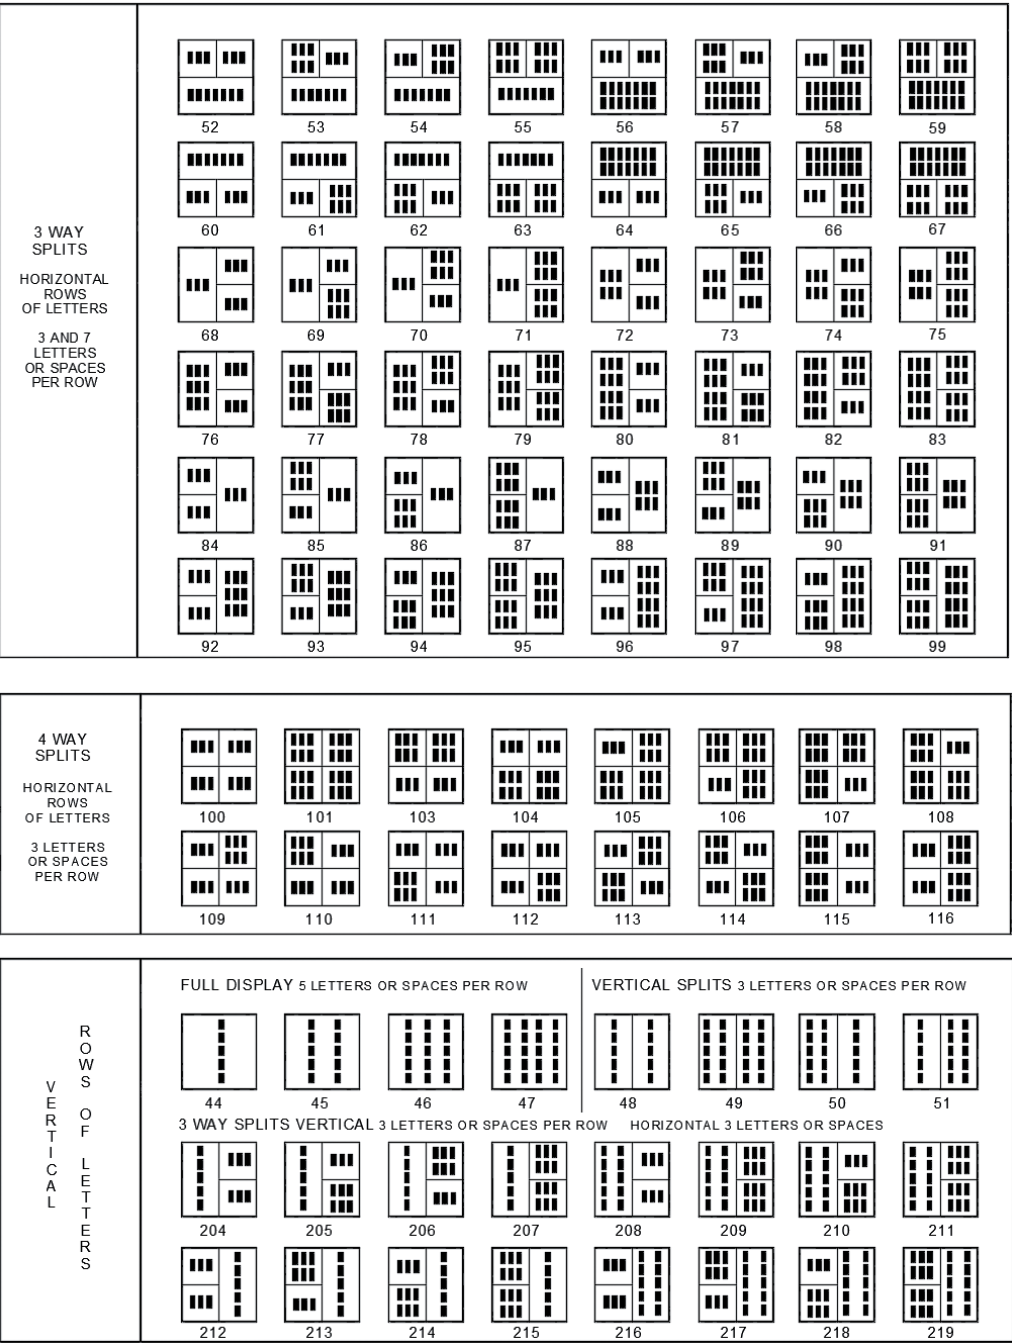 3 WAY
SPLITS
HORIZONTAL
ROWS
OF LETTERS
3 AND 7
LETTERS
OR SPACES
PER ROW
52 53 54 55 56 57 58 59
60 61 62 63 64 65 66 67
68 69 70 71 72 73 74 75
76 77 78 79 80 81 82 83
84 85 86 87 88 89 90 91
92 93 94 95 96 97 98 99
4 WAY
SPLITS
HORIZONTAL
ROWS
OF LETTERS
3 LETTERS
OR SPACES
PER ROW
100 101 103 104 105 106 107 108
109 110 111 112 113 114 115 116
VERTICAL
ROWS OF LETTERS
FULL DISPLAY 5 LETTERS OR SPACES PER ROW
VERTICAL SPLITS 3 LETTERS OR SPACES PER ROW
44 45 46 47 48 49 50 51
3 WAY SPLITS VERTICAL 3 LETTERS OR SPACES PER ROW HORIZONTAL 3 LETTERS OR SPACES
204 205 206 207 208 209 210 211
212 213 214 215 216 217 218 219